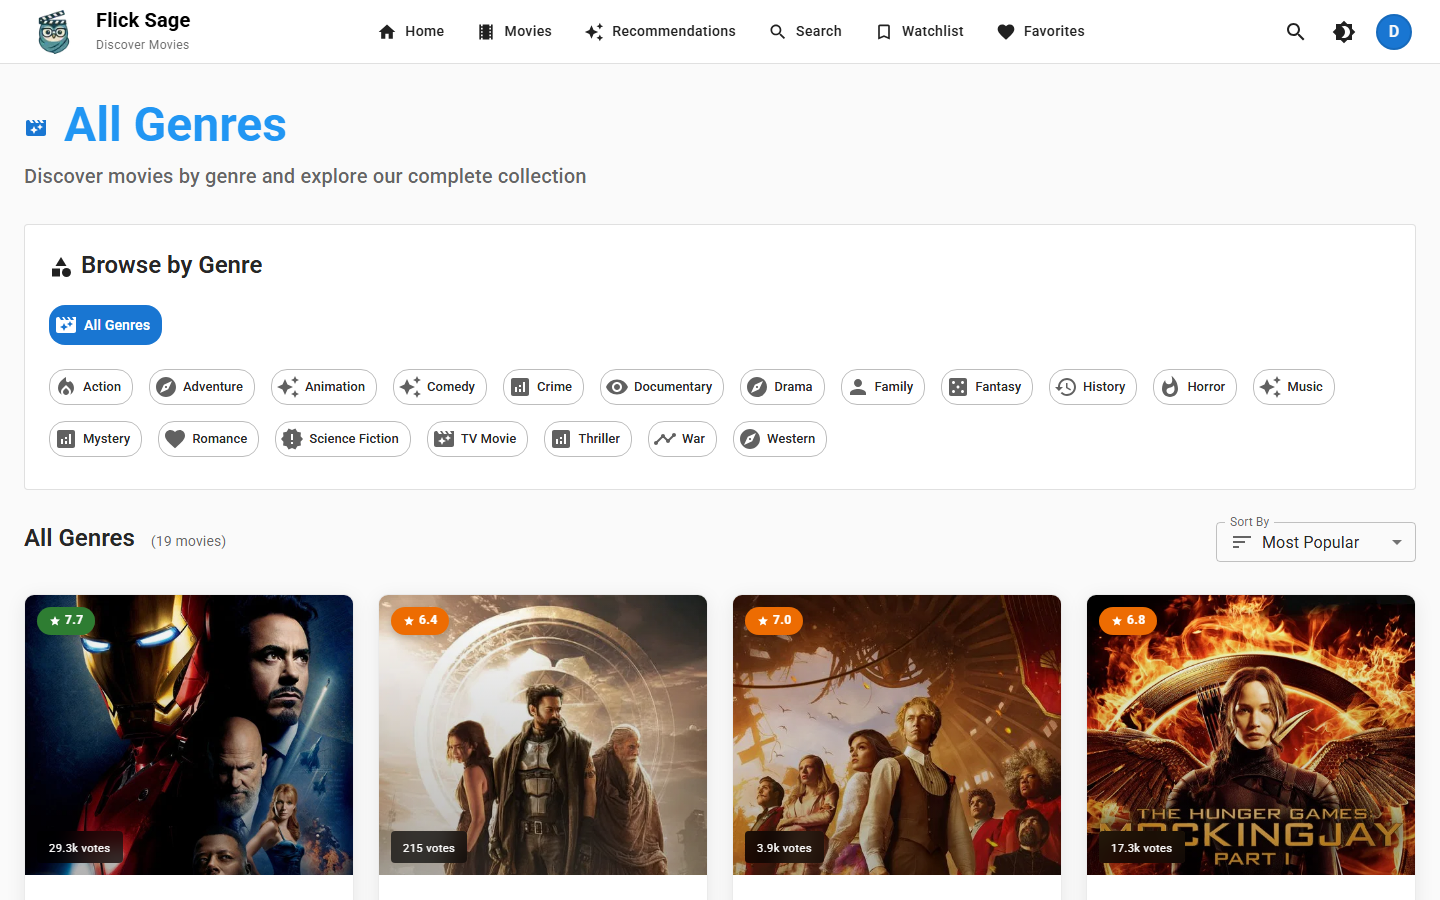 Flick Sage
Discover Movies
Home
Movies
Recommendations
Search
Watchlist
Favorites
D
All Genres
Discover movies by genre and explore our complete collection
Browse by Genre
All Genres
Action
Adventure
Animation
Comedy
Crime
Documentary
Drama
Family
Fantasy
History
Horror
Music
Mystery
Romance
Science Fiction
TV Movie
Thriller
War
Western
All Genres (19 movies)
Sort By
Most Popular
7.7
29.3k votes
6.4
215 votes
7.0
3.9k votes
6.8
THE HUNGER GAMES
MOCKINGJAY
PART 1
17.3k votes